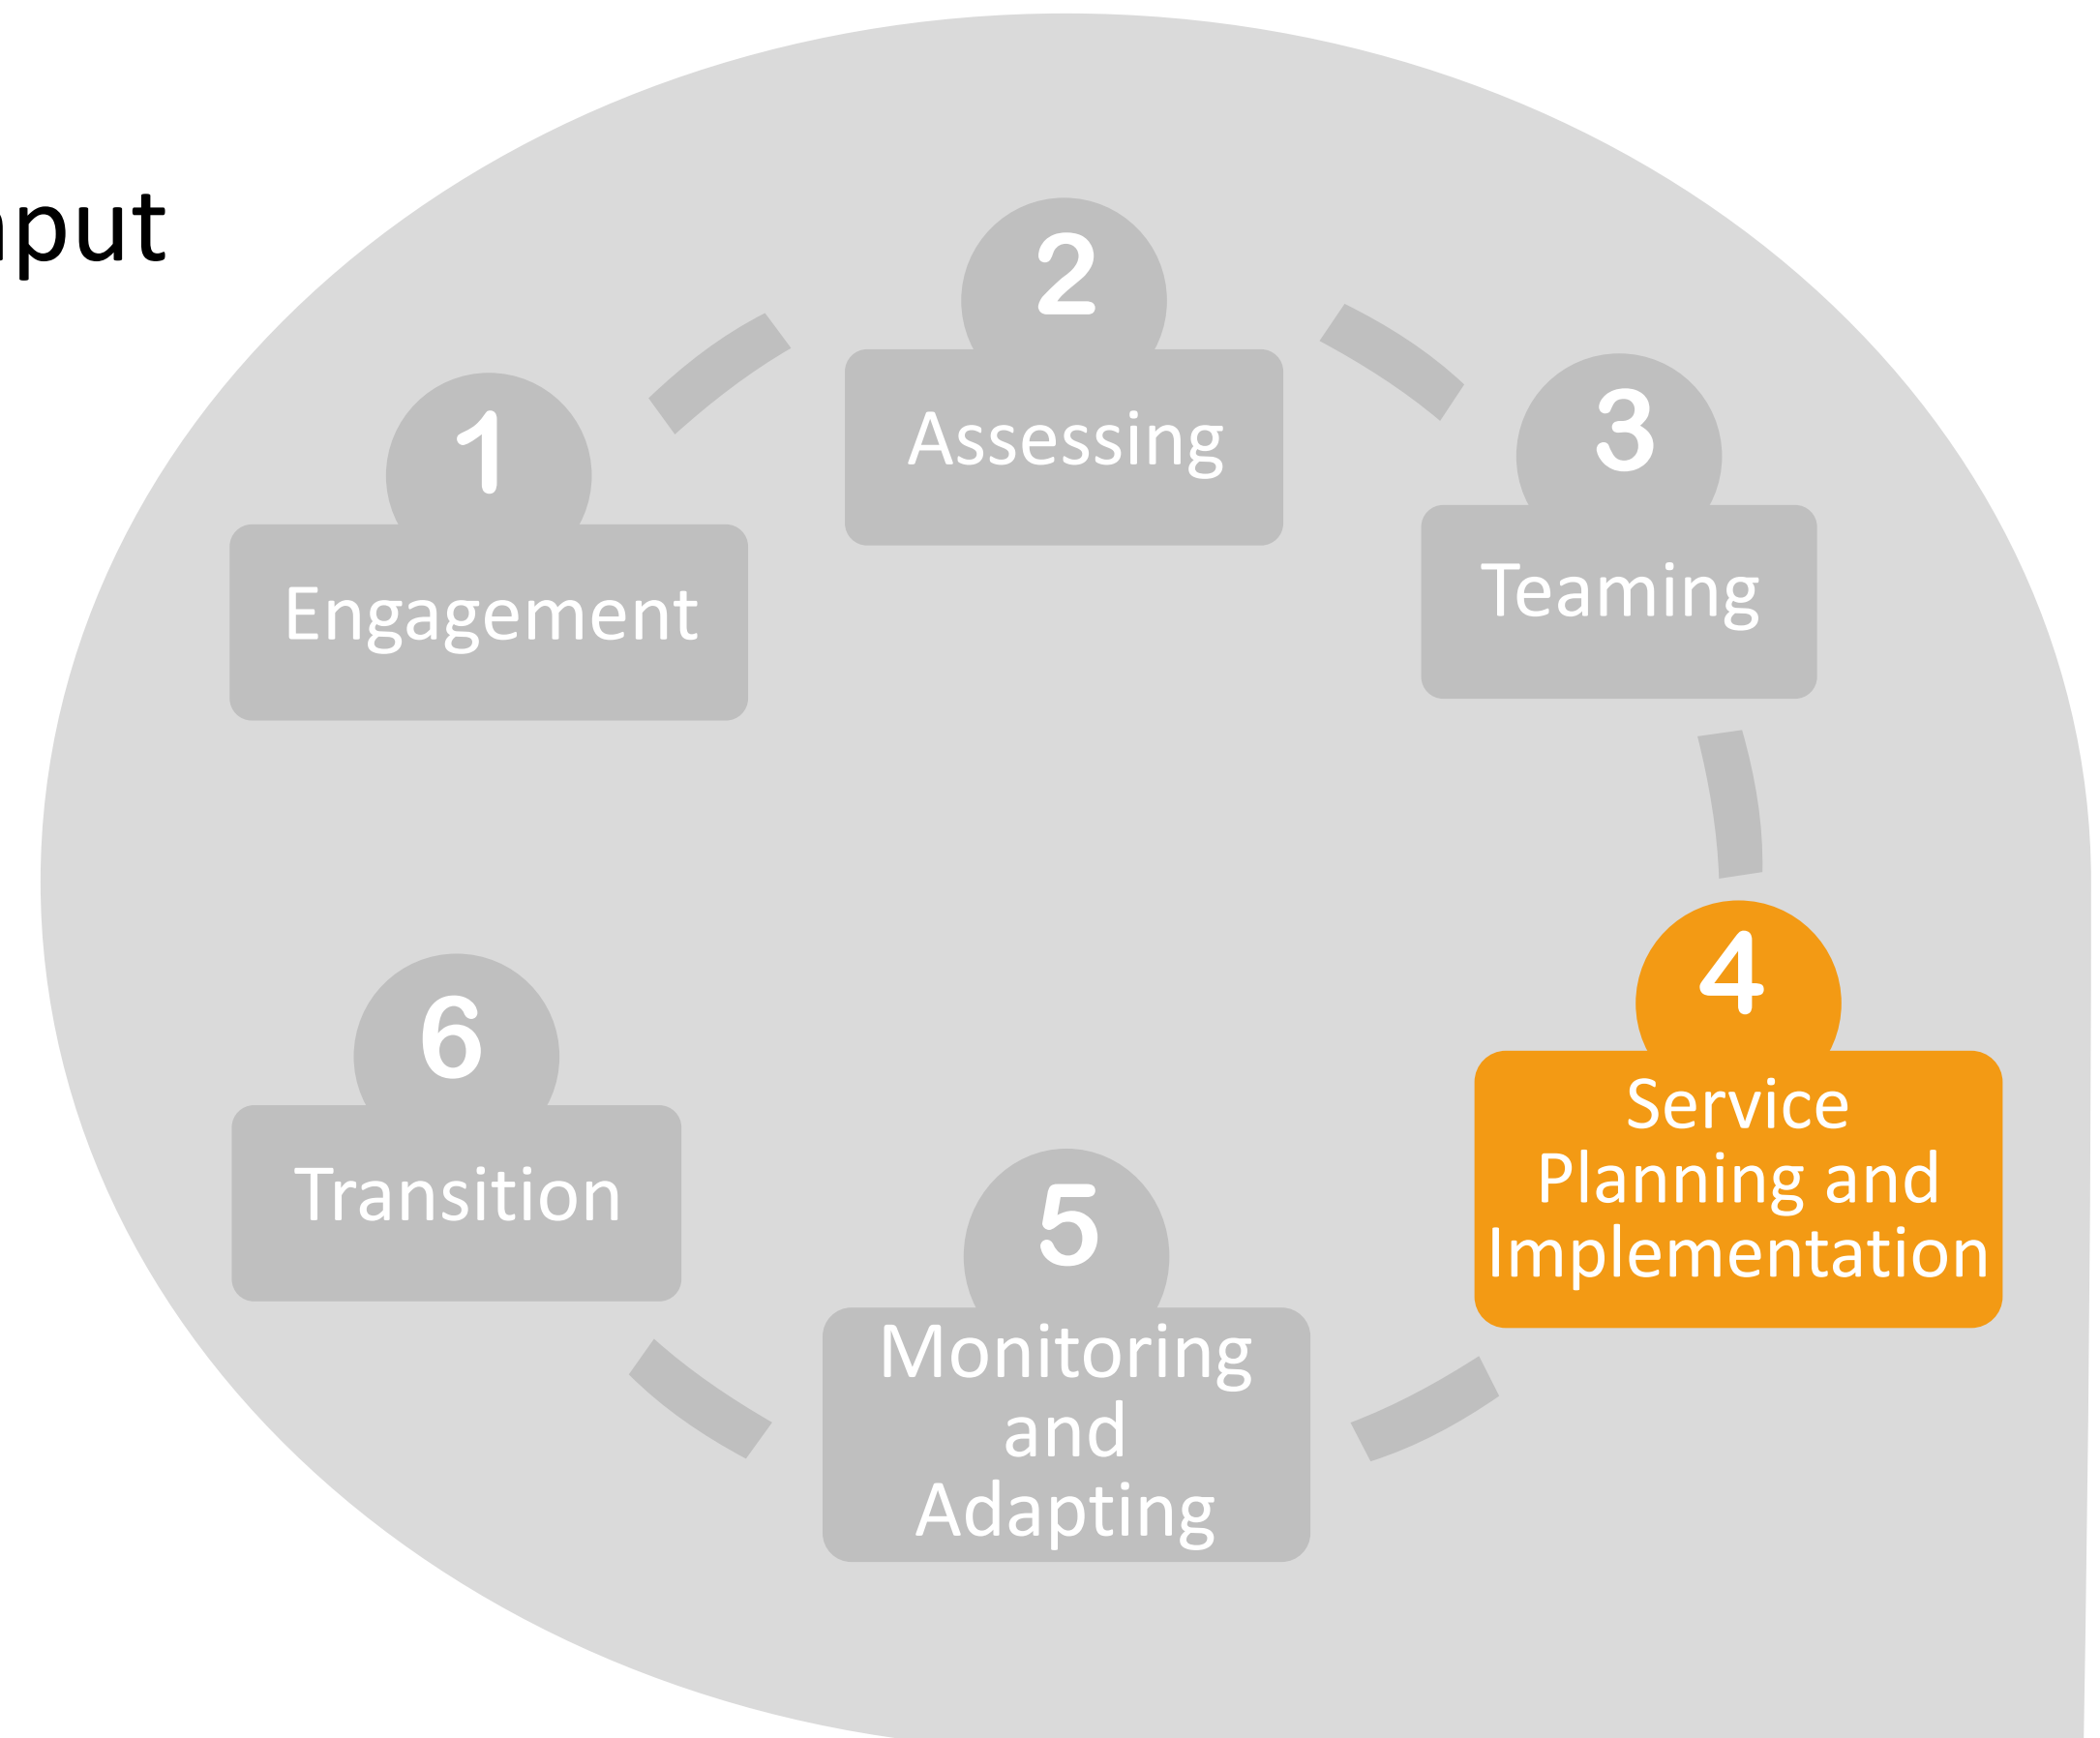 put
1
Engagement
2
Assessing
3
Teaming
4
Service
Planning and
Implementation
5
Monitoring
and
Adapting
6
Transition